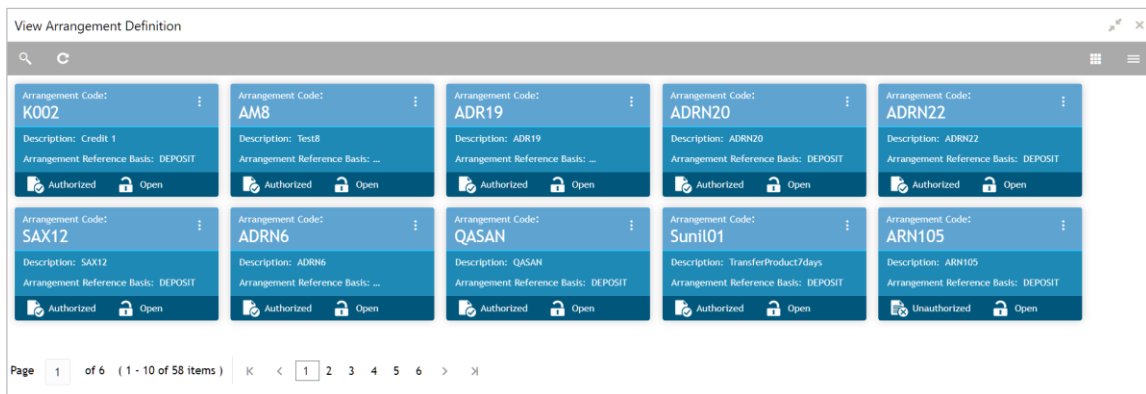 View Arrangement Definition
Arrangement Code:
K002
Description: Credit 1
Arrangement Reference Basis: DEPOSIT
Authorized Open
Arrangement Code:
AM8
Description: Test8
Arrangement Reference Basis: ...
Authorized Open
Arrangement Code:
ADR19
Description: ADR19
Arrangement Reference Basis: ...
Authorized Open
Arrangement Code:
ADRN20
Description: ADRN20
Arrangement Reference Basis: DEPOSIT
Authorized Open
Arrangement Code:
ADRN22
Description: ADRN22
Arrangement Reference Basis: DEPOSIT
Authorized Open
Arrangement Code:
SAX12
Description: SAX12
Arrangement Reference Basis: DEPOSIT
Authorized Open
Arrangement Code:
ADRN6
Description: ADRN6
Arrangement Reference Basis: ...
Authorized Open
Arrangement Code:
QASAN
Description: QASAN
Arrangement Reference Basis: DEPOSIT
Authorized Open
Arrangement Code:
Sunil01
Description: TransferProduct7days
Arrangement Reference Basis: DEPOSIT
Authorized Open
Arrangement Code:
ARN105
Description: ARN105
Arrangement Reference Basis: DEPOSIT
Unauthorized Open
Page 1 of 6 ( 1 - 10 of 58 items ) 1 2 3 4 5 6